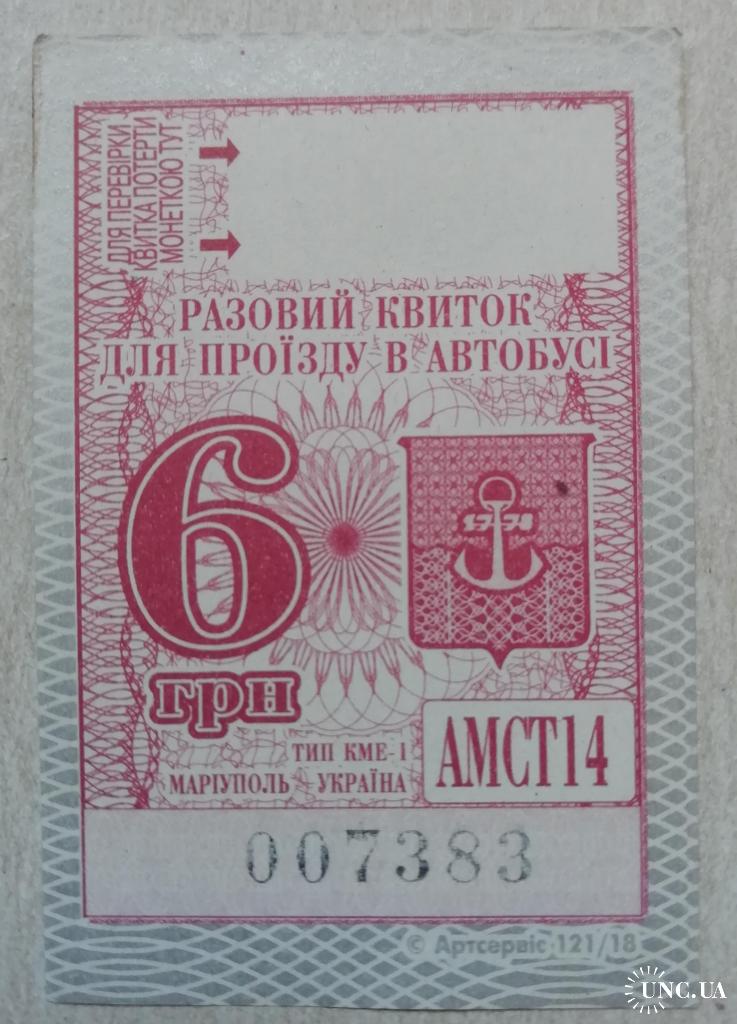 ДЛЯ ПЕРЕВІРКИ
КВИТКА ПОТЕРТИ
МОНЕТКОЮ ТУТ
РАЗОВИЙ КВИТОК
ДЛЯ ПРОЇЗДУ В АВТОБУСІ
6
1778
грн
ТИП КМЕ-1
МАРІУПОЛЬ УКРАЇНА
АМСТ14
007383
© Артсервіс 121/18
UNC.UA